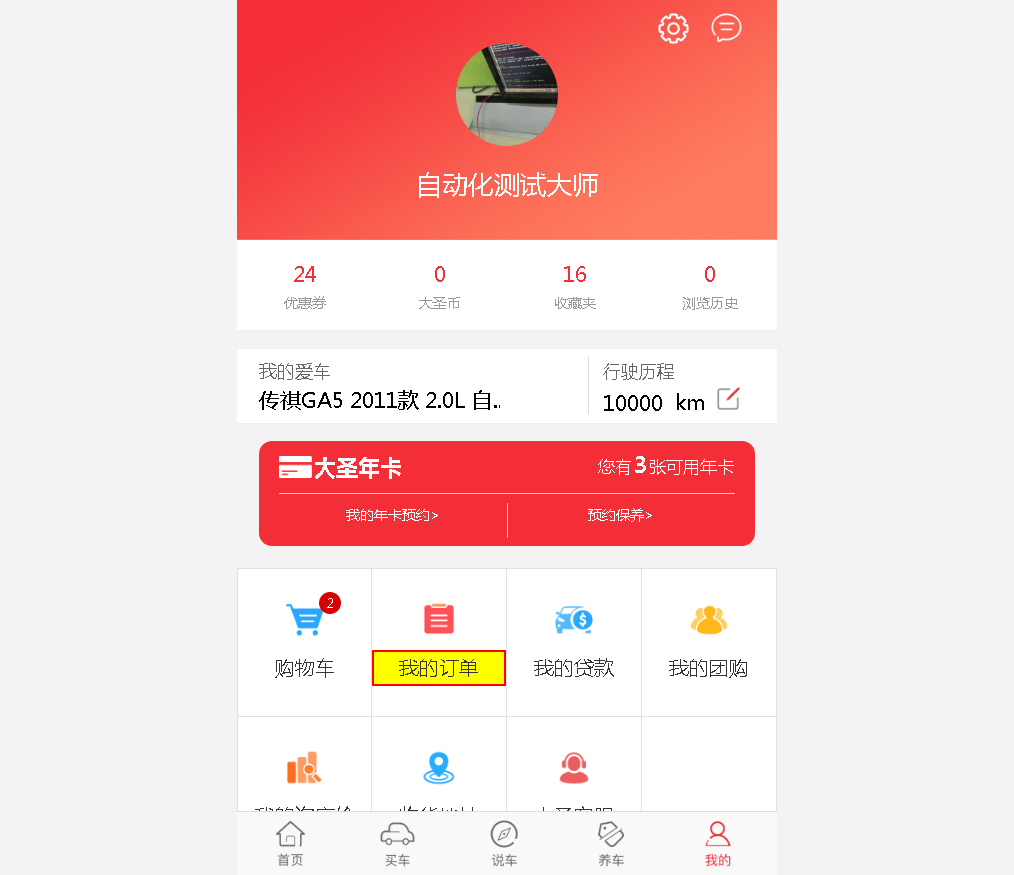 自动化测试大师
24
0
16
0
优惠券
大圣币
收藏夹
浏览历史
我的爱车
行驶历程
传祺GA5 2011款 2.0L 自..
10000 km
大圣年卡
您有3张可用年卡
我的年卡预约>
预约保养>
2
购物车
我的订单
我的贷款
我的团购
首页
买车
说车
养车
我的